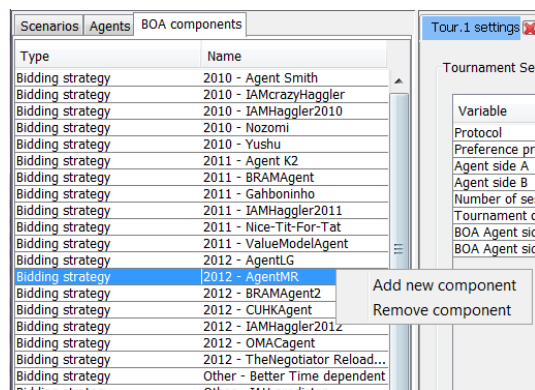 Scenarios Agents BOA components
Type Name
Bidding strategy 2010 - Agent Smith
Bidding strategy 2010 - IAMcrazyHaggler
Bidding strategy 2010 - IAMHaggler2010
Bidding strategy 2010 - Nozomi
Bidding strategy 2010 - Yushu
Bidding strategy 2011 - Agent K2
Bidding strategy 2011 - BRAMAgent
Bidding strategy 2011 - Gahboninho
Bidding strategy 2011 - IAMHaggler2011
Bidding strategy 2011 - Nice-Tit-For-Tat
Bidding strategy 2011 - ValueModelAgent
Bidding strategy 2012 - AgentLG
Bidding strategy 2012 - AgentMR
Bidding strategy 2012 - BRAMAgent2
Bidding strategy 2012 - CUHKAgent
Bidding strategy 2012 - IAMHaggler2012
Bidding strategy 2012 - OMACagent
Bidding strategy 2012 - TheNegotiator Reload...
Bidding strategy Other - Better Time dependent
Add new component
Remove component
Tour.1 settings
Tournament Se
Variable
Protocol
Preference pr
Agent side A
Agent side B
Number of se
Tournament
BOA Agent sid
BOA Agent sid